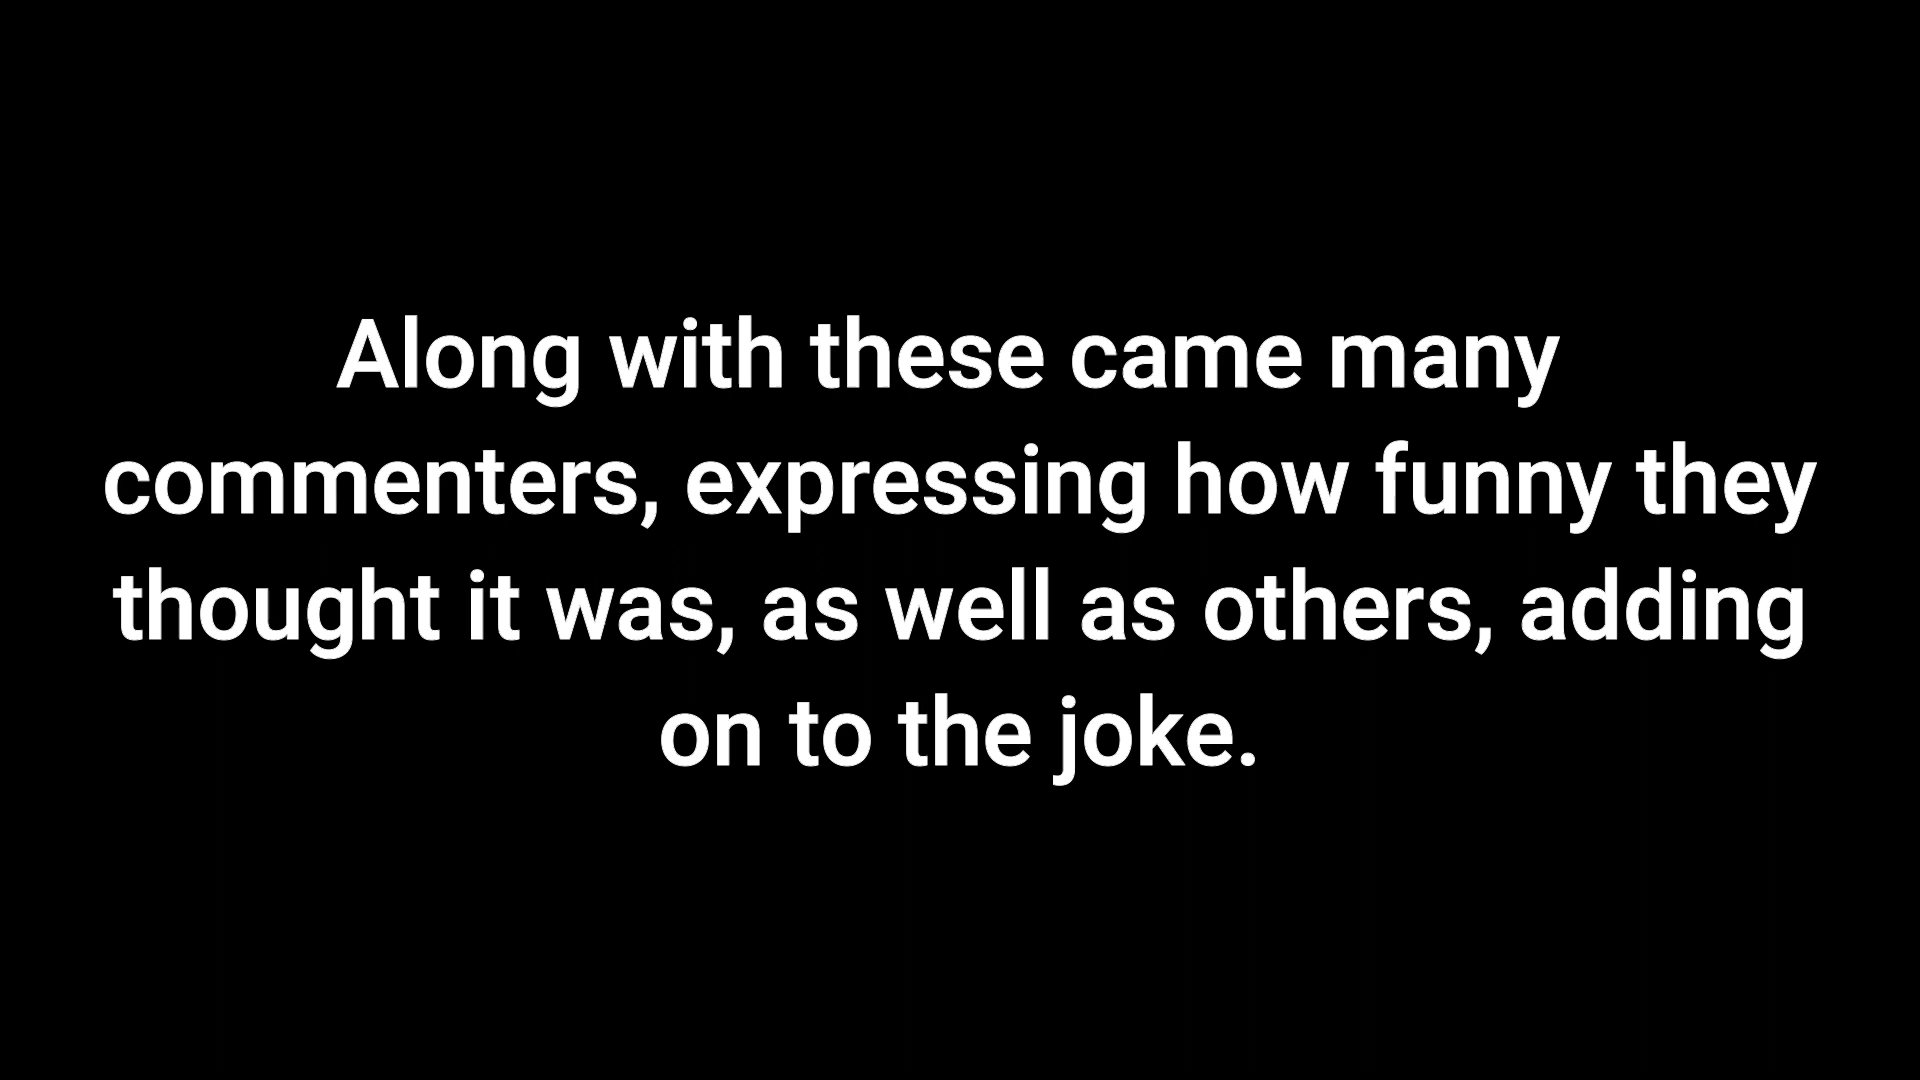 Along with these came many
commenters, expressing how funny they
thought it was, as well as others, adding
on to the joke.